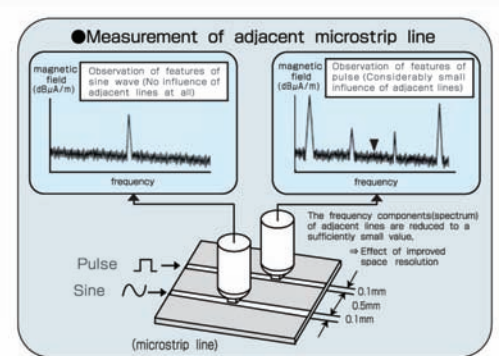 ●Measurement of adjacent microstrip line
magnetic
field
(dBμA/m)
Observation of features of
sine wave (No influence of
adjacent lines at all)
frequency
magnetic
field
(dBμA/m)
Observation of features of
pulse (Considerably small
influence of adjacent lines)
frequency
The frequency components(spectrum)
of adjacent lines are reduced to a
sufficiently small value.
⇒ Effect of improved
space resolution
Pulse
Sine
0.1mm
0.5mm
0.1mm
(microstrip line)